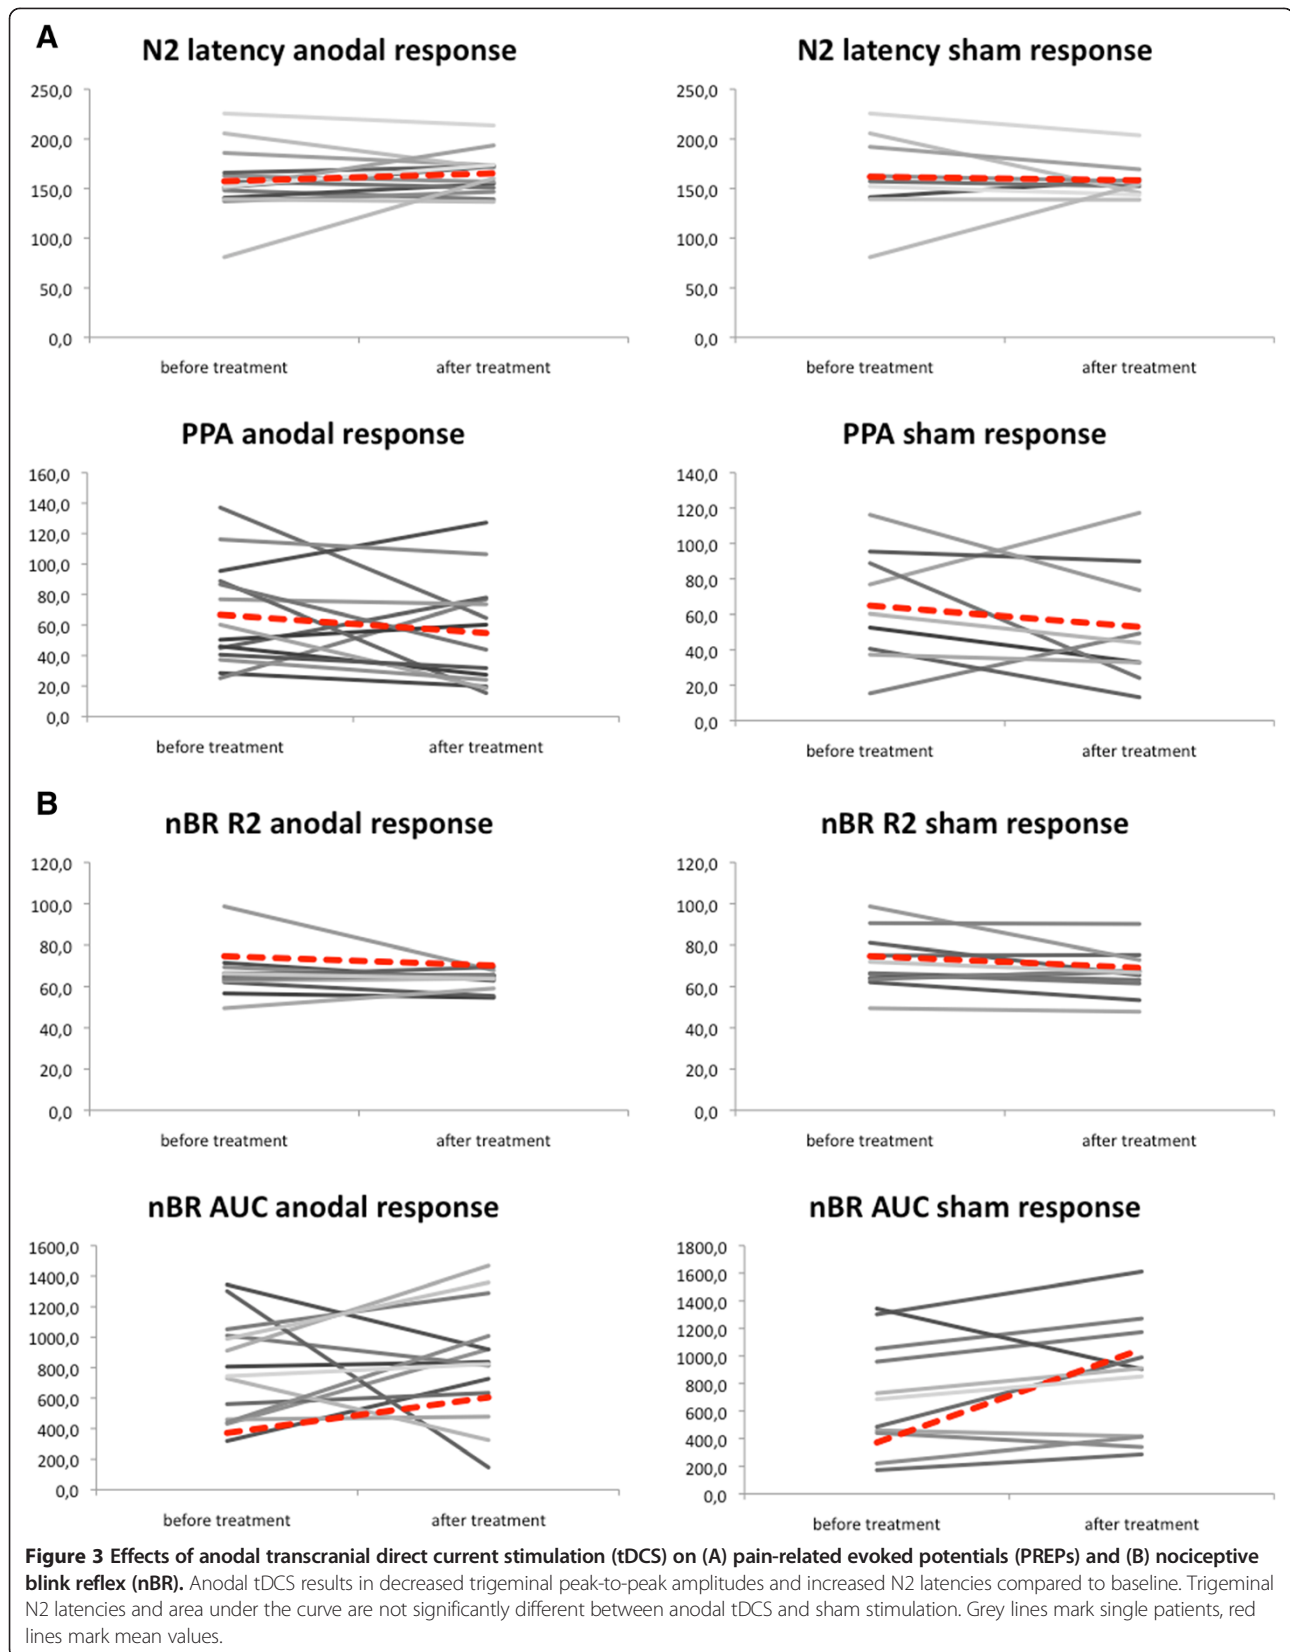 A
N2 latency anodal response
250,0
200,0
150,0
100,0
50,0
0,0
before treatment
after treatment
N2 latency sham response
250,0
200,0
150,0
100,0
50,0
0,0
before treatment
after treatment
PPA anodal response
160,0
140,0
120,0
100,0
80,0
60,0
40,0
20,0
0,0
before treatment
after treatment
PPA sham response
140,0
120,0
100,0
80,0
60,0
40,0
20,0
0,0
before treatment
after treatment
B
nBR R2 anodal response
120,0
100,0
80,0
60,0
40,0
20,0
0,0
before treatment
after treatment
nBR R2 sham response
120,0
100,0
80,0
60,0
40,0
20,0
0,0
before treatment
after treatment
nBR AUC anodal response
1600,0
1400,0
1200,0
1000,0
800,0
600,0
400,0
200,0
0,0
before treatment
after treatment
nBR AUC sham response
1800,0
1600,0
1400,0
1200,0
1000,0
800,0
600,0
400,0
200,0
0,0
before treatment
after treatment
Figure 3 Effects of anodal transcranial direct current stimulation (tDCS) on (A) pain-related evoked potentials (PREPs) and (B) nociceptive
blink reflex (nBR). Anodal tDCS results in decreased trigeminal peak-to-peak amplitudes and increased N2 latencies compared to baseline. Trigeminal
N2 latencies and area under the curve are not significantly different between anodal tDCS and sham stimulation. Grey lines mark single patients, red
lines mark mean values.